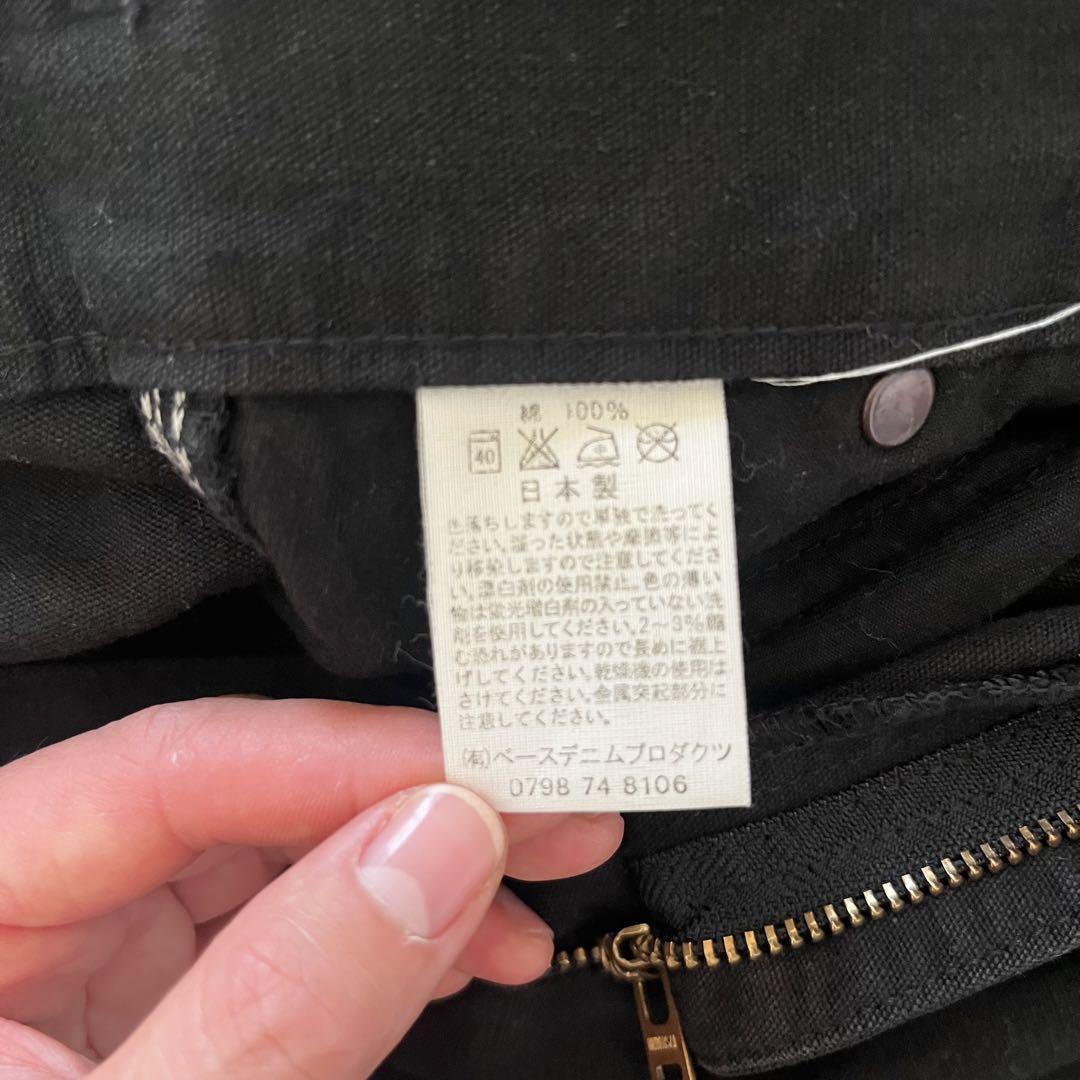 綿 100%
40
日本製
色落ちしますので単独で洗ってく
ださい。湿った状態や摩擦等によ
り移染しますので注意してくださ
い。漂白剤の使用禁止。色の薄い
物は蛍光増白剤の入っていない洗
剤を使用してください。2〜3%縮
む恐れがありますので長めに裾上
げしてください。乾燥機の使用は
さけてください。金属突起部分に
注意してください。
(有)ベースデニムプロダクツ
0798 74 8106